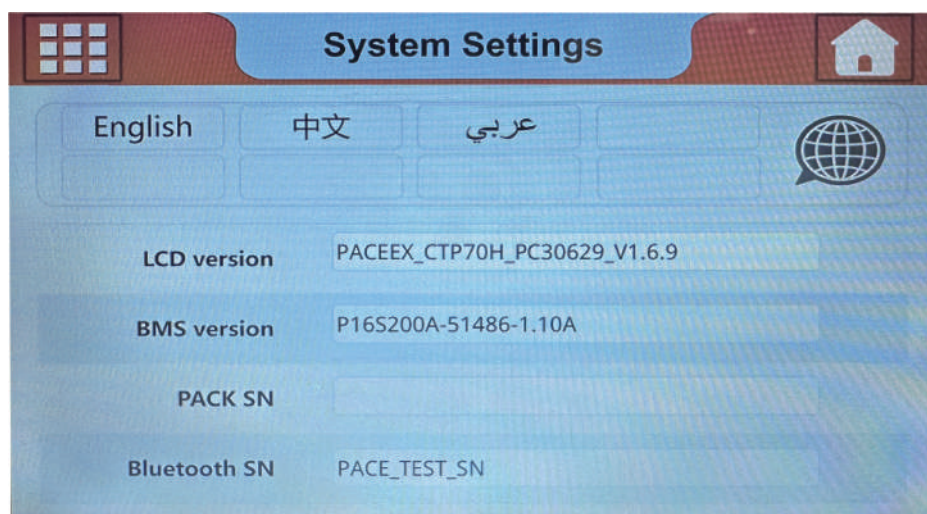 System Settings
English 中文 عربي
LCD version PACEEX_CTP70H_PC30629_V1.6.9
BMS version P16S200A-51486-1.10A
PACK SN
Bluetooth SN PACE_TEST_SN